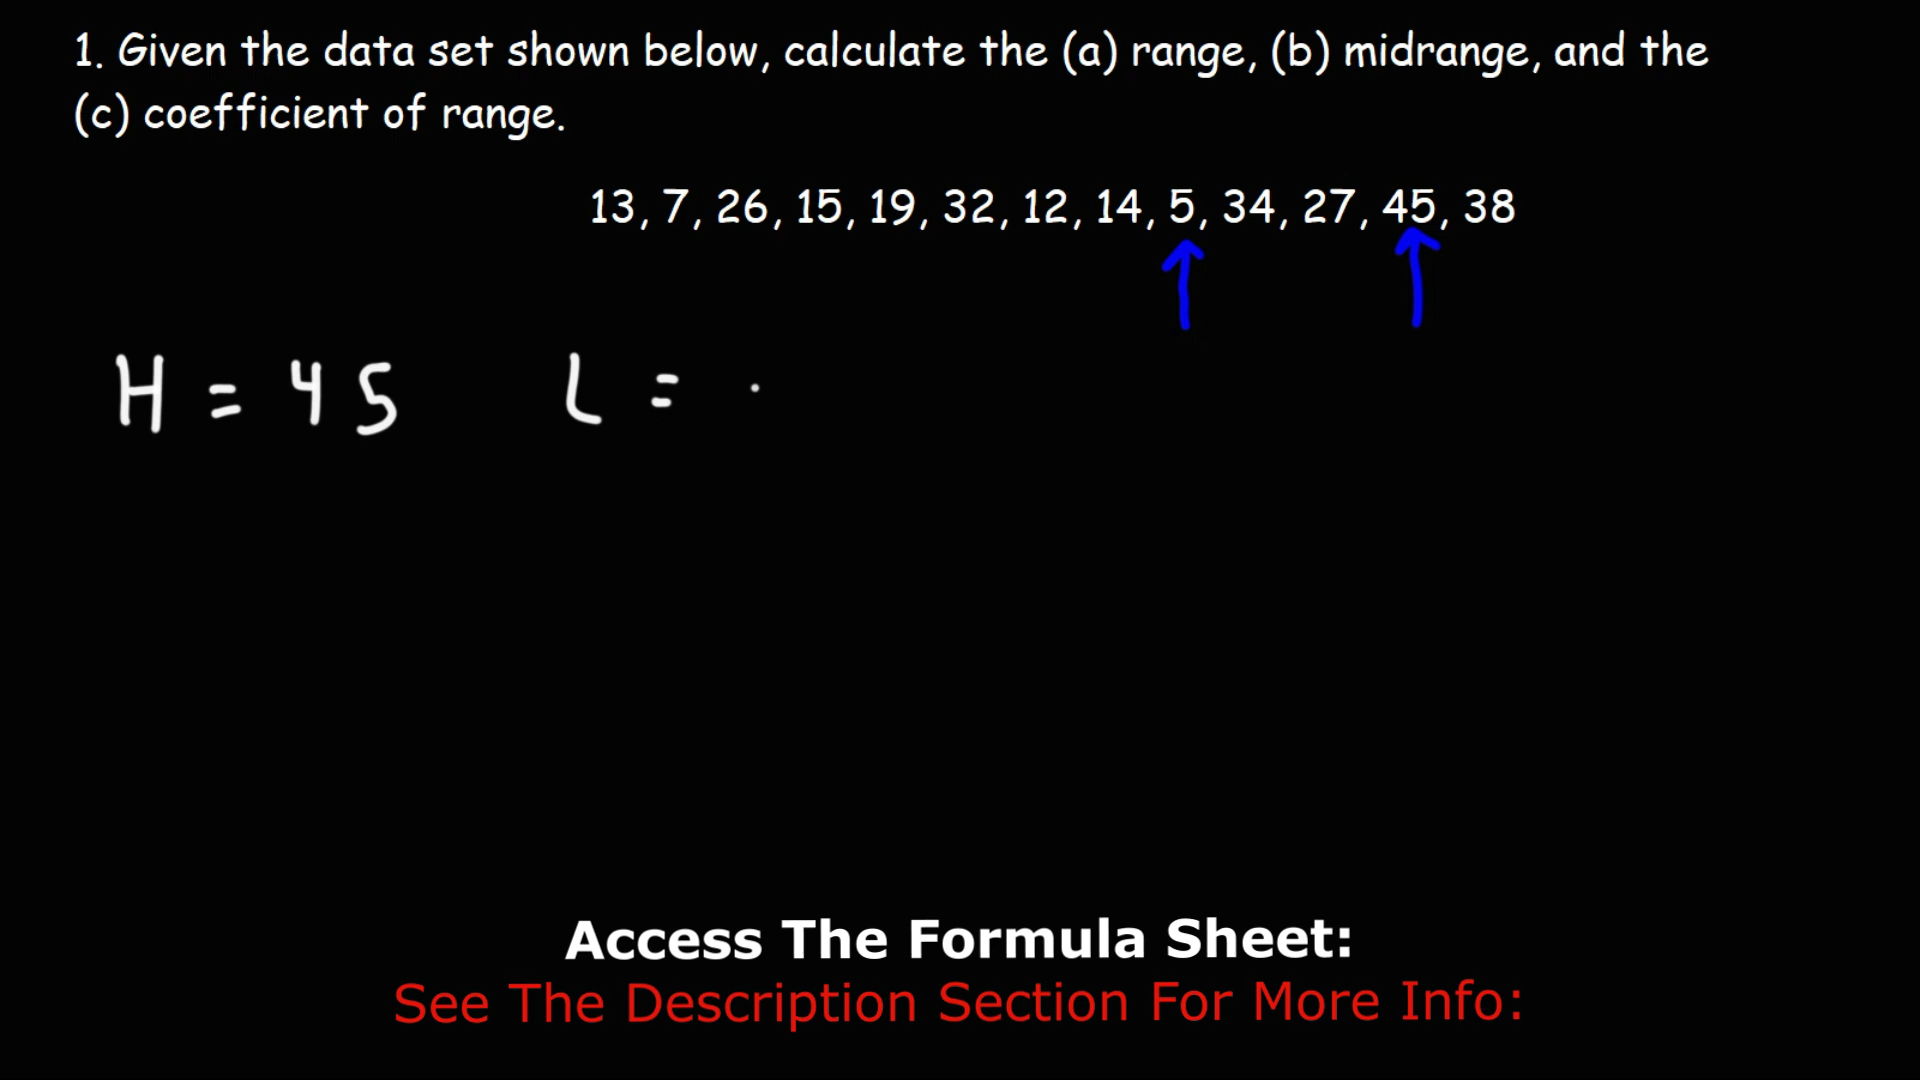 1. Given the data set shown below, calculate the (a) range, (b) midrange, and the
(c) coefficient of range.
13, 7, 26, 15, 19, 32, 12, 14, 5, 34, 27, 45, 38
H = 45 L =
Access The Formula Sheet:
See The Description Section For More Info: